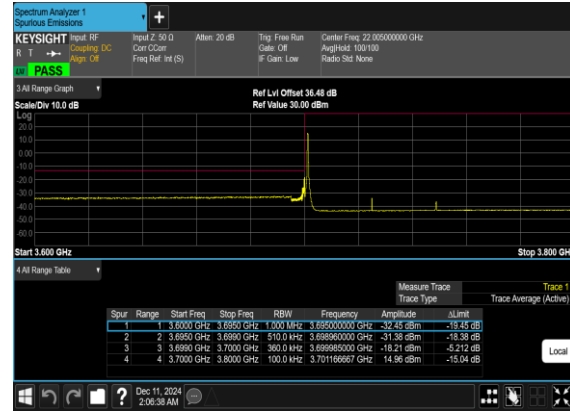 Spectrum Analyzer 1
Spurious Emissions
+
KEYSIGHT Input: RF Input Z: 50 Ω Atten: 20 dB Trig: Free Run Center Freq: 22.005000000 GHz
R T Coupling: DC Corr CCorr Gate: Off Avg|Hold: 100/100
Align: Off Freq Ref: Int (S) IF Gain: Low Radio Std: None
PASS
3 All Range Graph
Ref Lvl Offset 36.48 dB
Scale/Div 10.0 dB Ref Value 30.00 dBm
Log
20.0
10.0
0.00
-10.0
-20.0
-30.0
-40.0
-50.0
-60.0
Start 3.600 GHz Stop 3.800 GH
4 All Range Table
Measure Trace Trace 1
Trace Type Trace Average (Active)
Spur Range Start Freq Stop Freq RBW Frequency Amplitude ΔLimit
1 1 3.6000 GHz 3.6950 GHz 1.000 MHz 3.695000000 GHz -32.45 dBm -19.45 dB
2 2 3.6950 GHz 3.6990 GHz 510.0 kHz 3.698960000 GHz -31.38 dBm -18.38 dB
3 3 3.6990 GHz 3.7000 GHz 360.0 kHz 3.699985000 GHz -18.21 dBm -5.212 dB
4 4 3.7000 GHz 3.8000 GHz 100.0 kHz 3.701166667 GHz 14.96 dBm -15.04 dB
Local
? Dec 11, 2024
2:06:38 AM